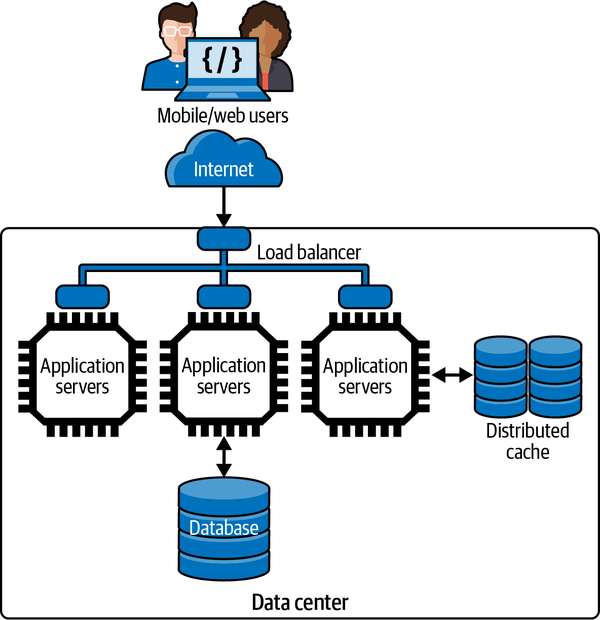 {/}
Mobile/web users
Internet
Load balancer
Application
servers
Application
servers
Application
servers
Distributed
cache
Database
Data center